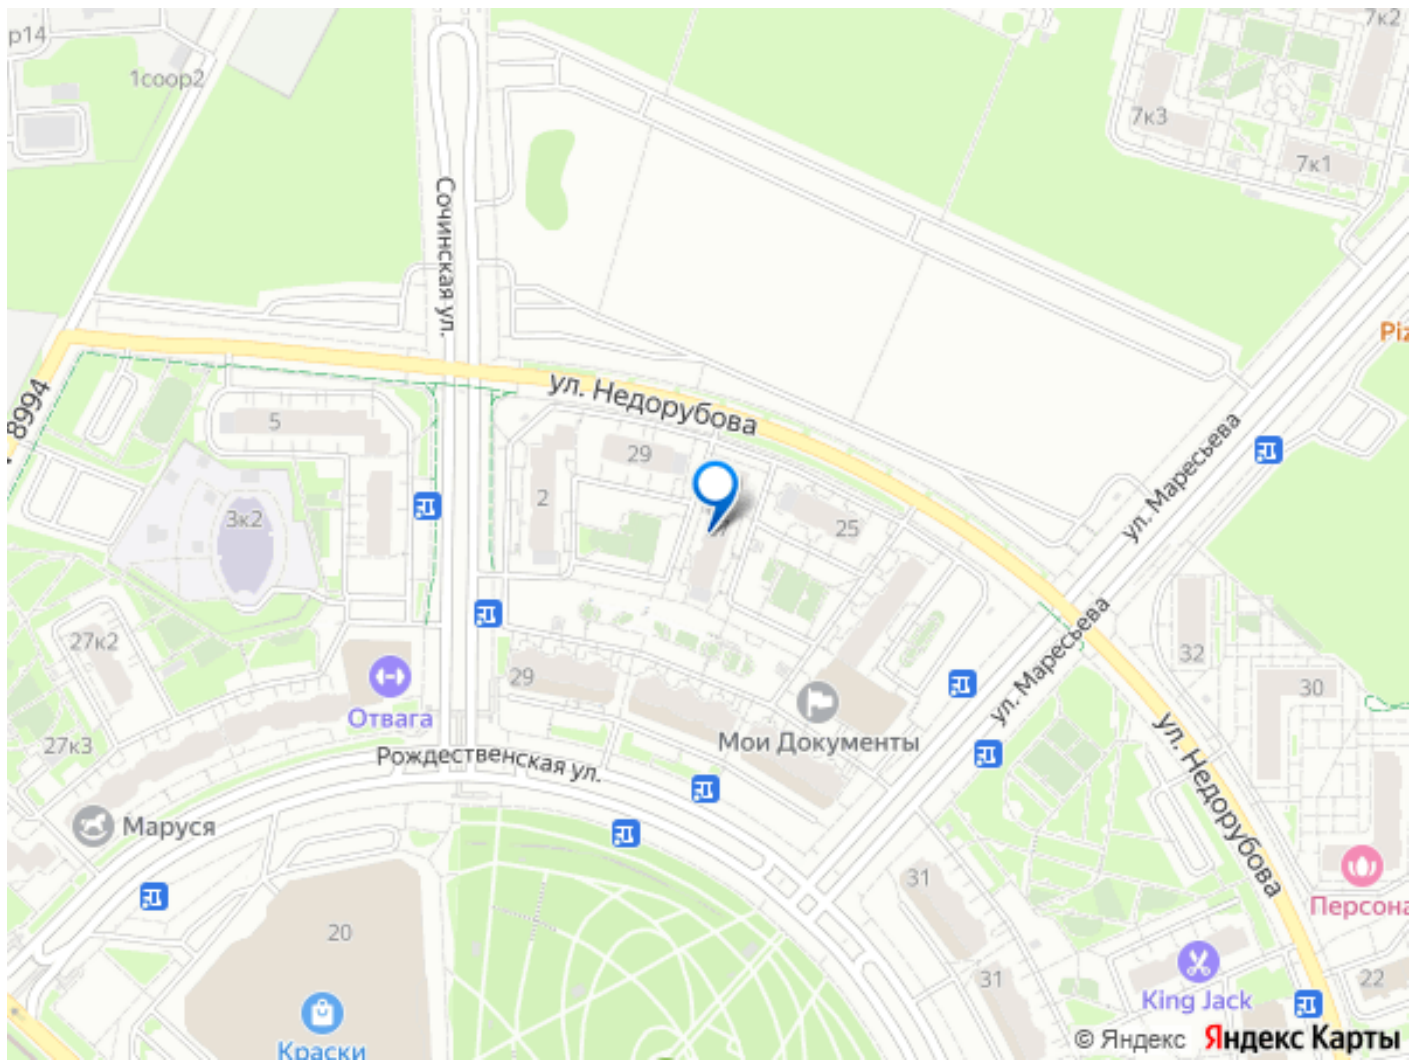 р14
1соор2
7к2
7к3
7к1
Сочинская ул.
Piz
8994
ул. Недорубова
ул. Маресьева
5
29
2
25
3к2
27к2
ул. Маресьева
32
30
29
Отвага
Мои Документы
27к3
Рождественская ул.
ул. Недорубова
Маруся
31
Персона
20
31
22
King Jack
Краски
© Яндекс Яндекс Карты